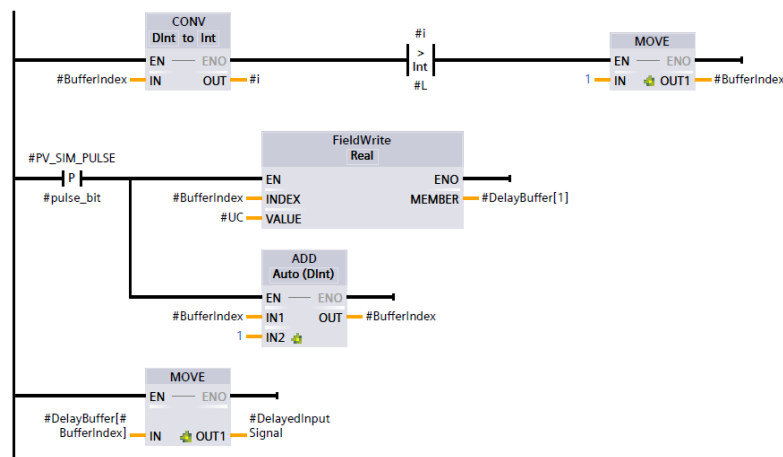 CONV
DInt to Int
EN ENO
#BufferIndex IN OUT #i
#i
>
Int
#L
MOVE
EN ENO
1 IN OUT1 #BufferIndex
#PV_SIM_PULSE
P
#pulse_bit
FieldWrite
Real
EN ENO
#BufferIndex INDEX MEMBER #DelayBuffer[1]
#UC VALUE
ADD
Auto (DInt)
EN ENO
#BufferIndex IN1 OUT #BufferIndex
1 IN2
MOVE
EN ENO
#DelayBuffer[#
BufferIndex] IN OUT1 #DelayedInput
Signal